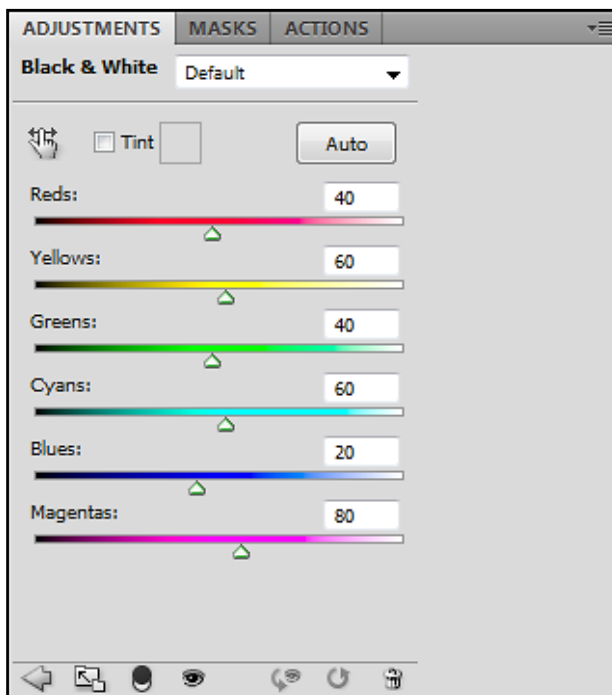 ADJUSTMENTS MASKS ACTIONS
Black & White Default
Tint Auto
Reds: 40
Yellows: 60
Greens: 40
Cyans: 60
Blues: 20
Magentas: 80